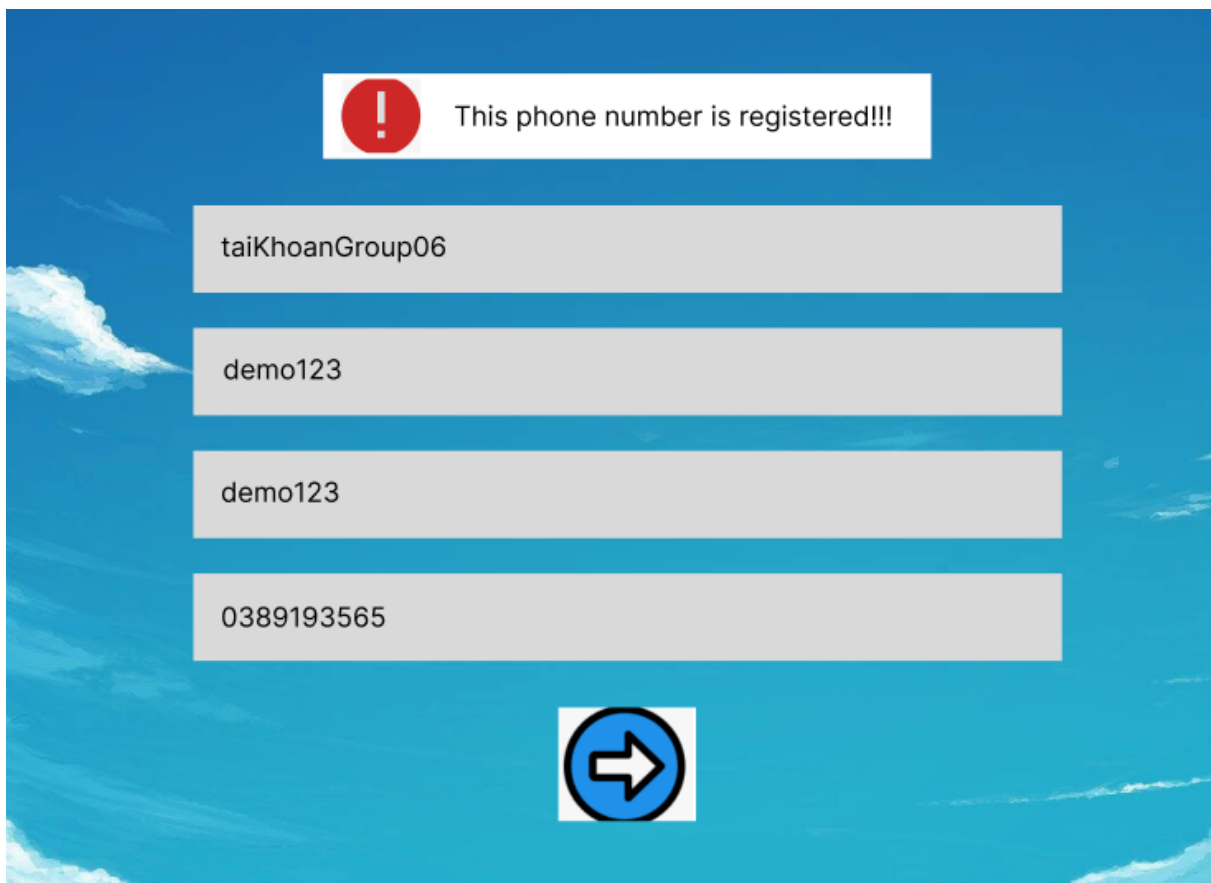 This phone number is registered!!!
taiKhoanGroup06
demo123
demo123
0389193565